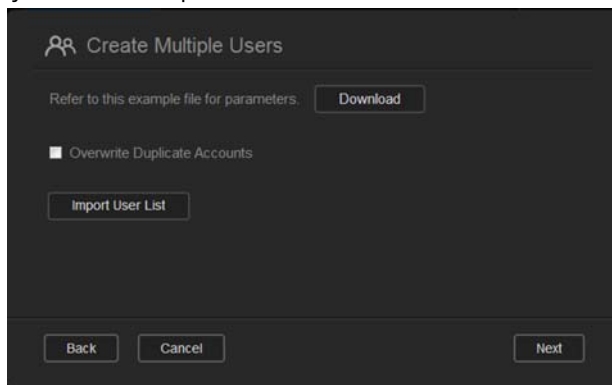 Create Multiple Users
Refer to this example file for parameters. Download
Overwrite Duplicate Accounts
Import User List
Back Cancel Next